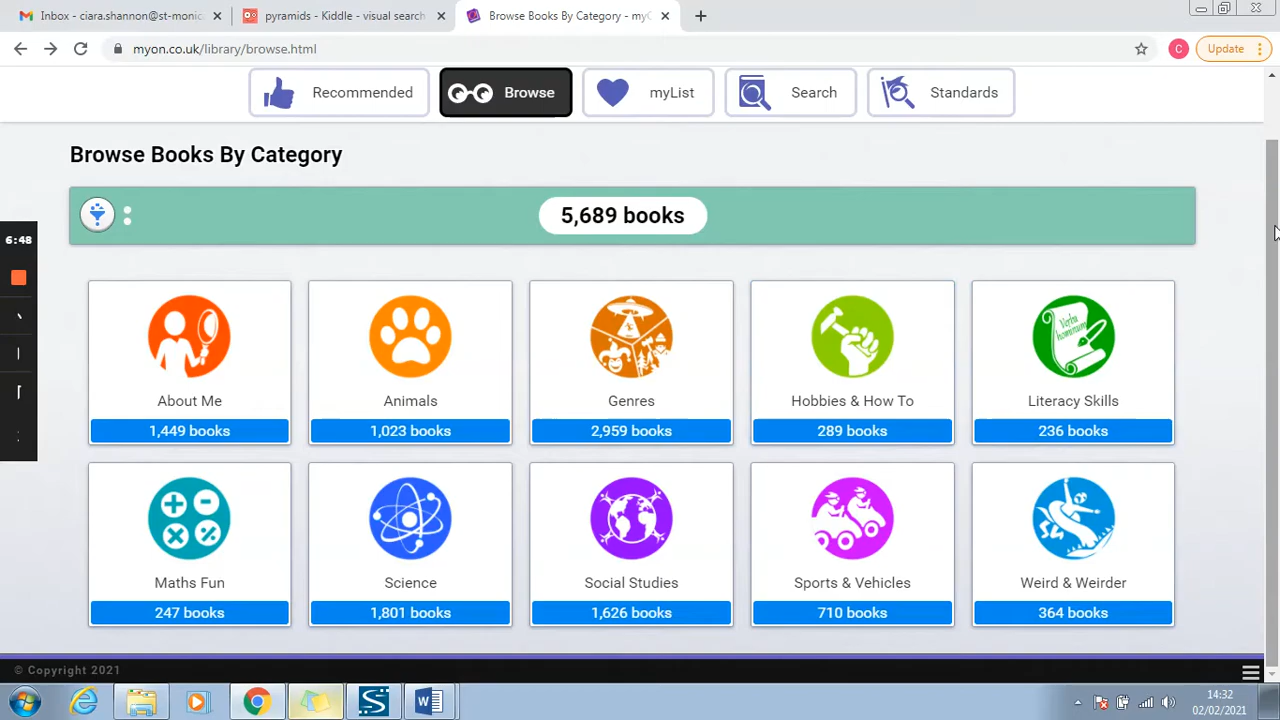 Inbox - ciara.shannon@st-monic
pyramids - Kiddle - visual search
Browse Books By Category - myO
myon.co.uk/library/browse.html
C
Update
Recommended
Browse
myList
Search
Standards
Browse Books By Category
5,689 books
6:48
About Me
Animals
Genres
Hobbies & How To
Literacy Skills
1,449 books
1,023 books
2,959 books
289 books
236 books
Maths Fun
Science
Social Studies
Sports & Vehicles
Weird & Weirder
247 books
1,801 books
1,626 books
710 books
364 books
© Copyright 2021
14:32
02/02/2021